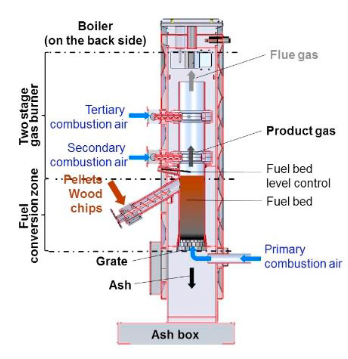 Boiler
(on the back side)
Flue gas
Two stage
gas burner
Tertiary
combustion air
Product gas
Secondary
combustion air
Fuel bed
level control
Pellets
Wood
chips
Fuel bed
Fuel
conversion zone
Primary
combustion air
Grate
Ash
Ash box